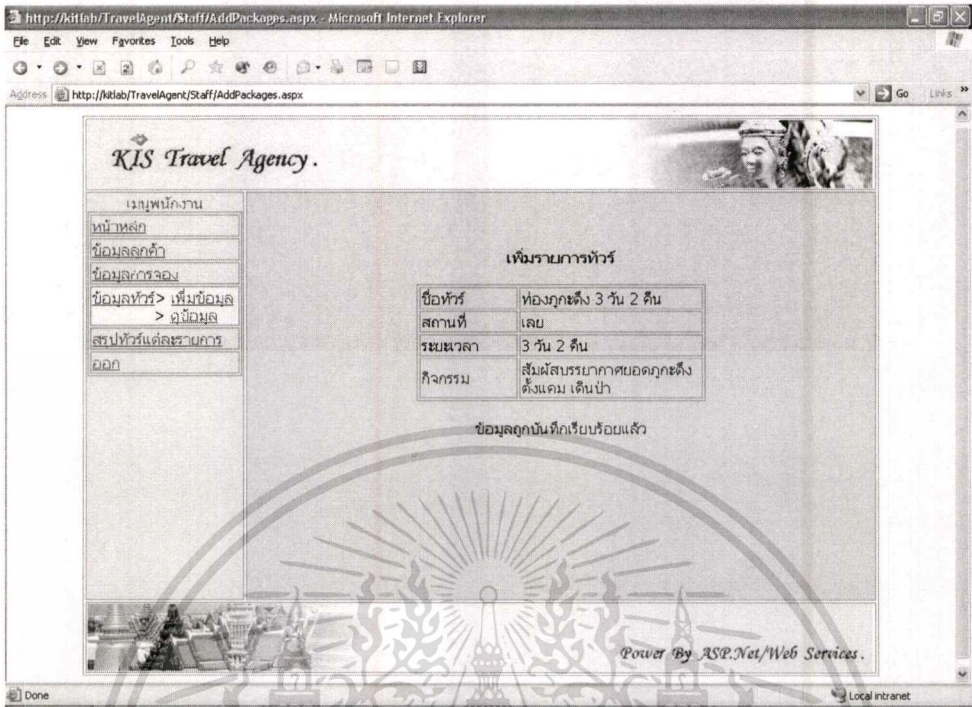 http://kitlab/TravelAgent/Staff/AddPackages.aspx - Microsoft Internet Explorer
File Edit View Favorites Tools Help
Address http://kitlab/TravelAgent/Staff/AddPackages.aspx Go Links »
KIS Travel Agency.
เมนูพนักงาน
หน้าหลัก
ข้อมูลลูกค้า
ข้อมูลการจอง
ข้อมูลทัวร์> เพิ่มข้อมูล
> ดูข้อมูล
สรุปทัวร์แต่ละรายการ
ออก
เพิ่มรายการทัวร์
ชื่อทัวร์ ท่องภูกะดึง 3 วัน 2 คืน
สถานที่ เลย
ระยะเวลา 3 วัน 2 คืน
กิจกรรม สัมผัสบรรยากาศยอดภูกะดึง
ตั้งแคม เดินป่า
ข้อมูลถูกบันทึกเรียบร้อยแล้ว
Power By ASP.Net/Web Services.
Done Local intranet